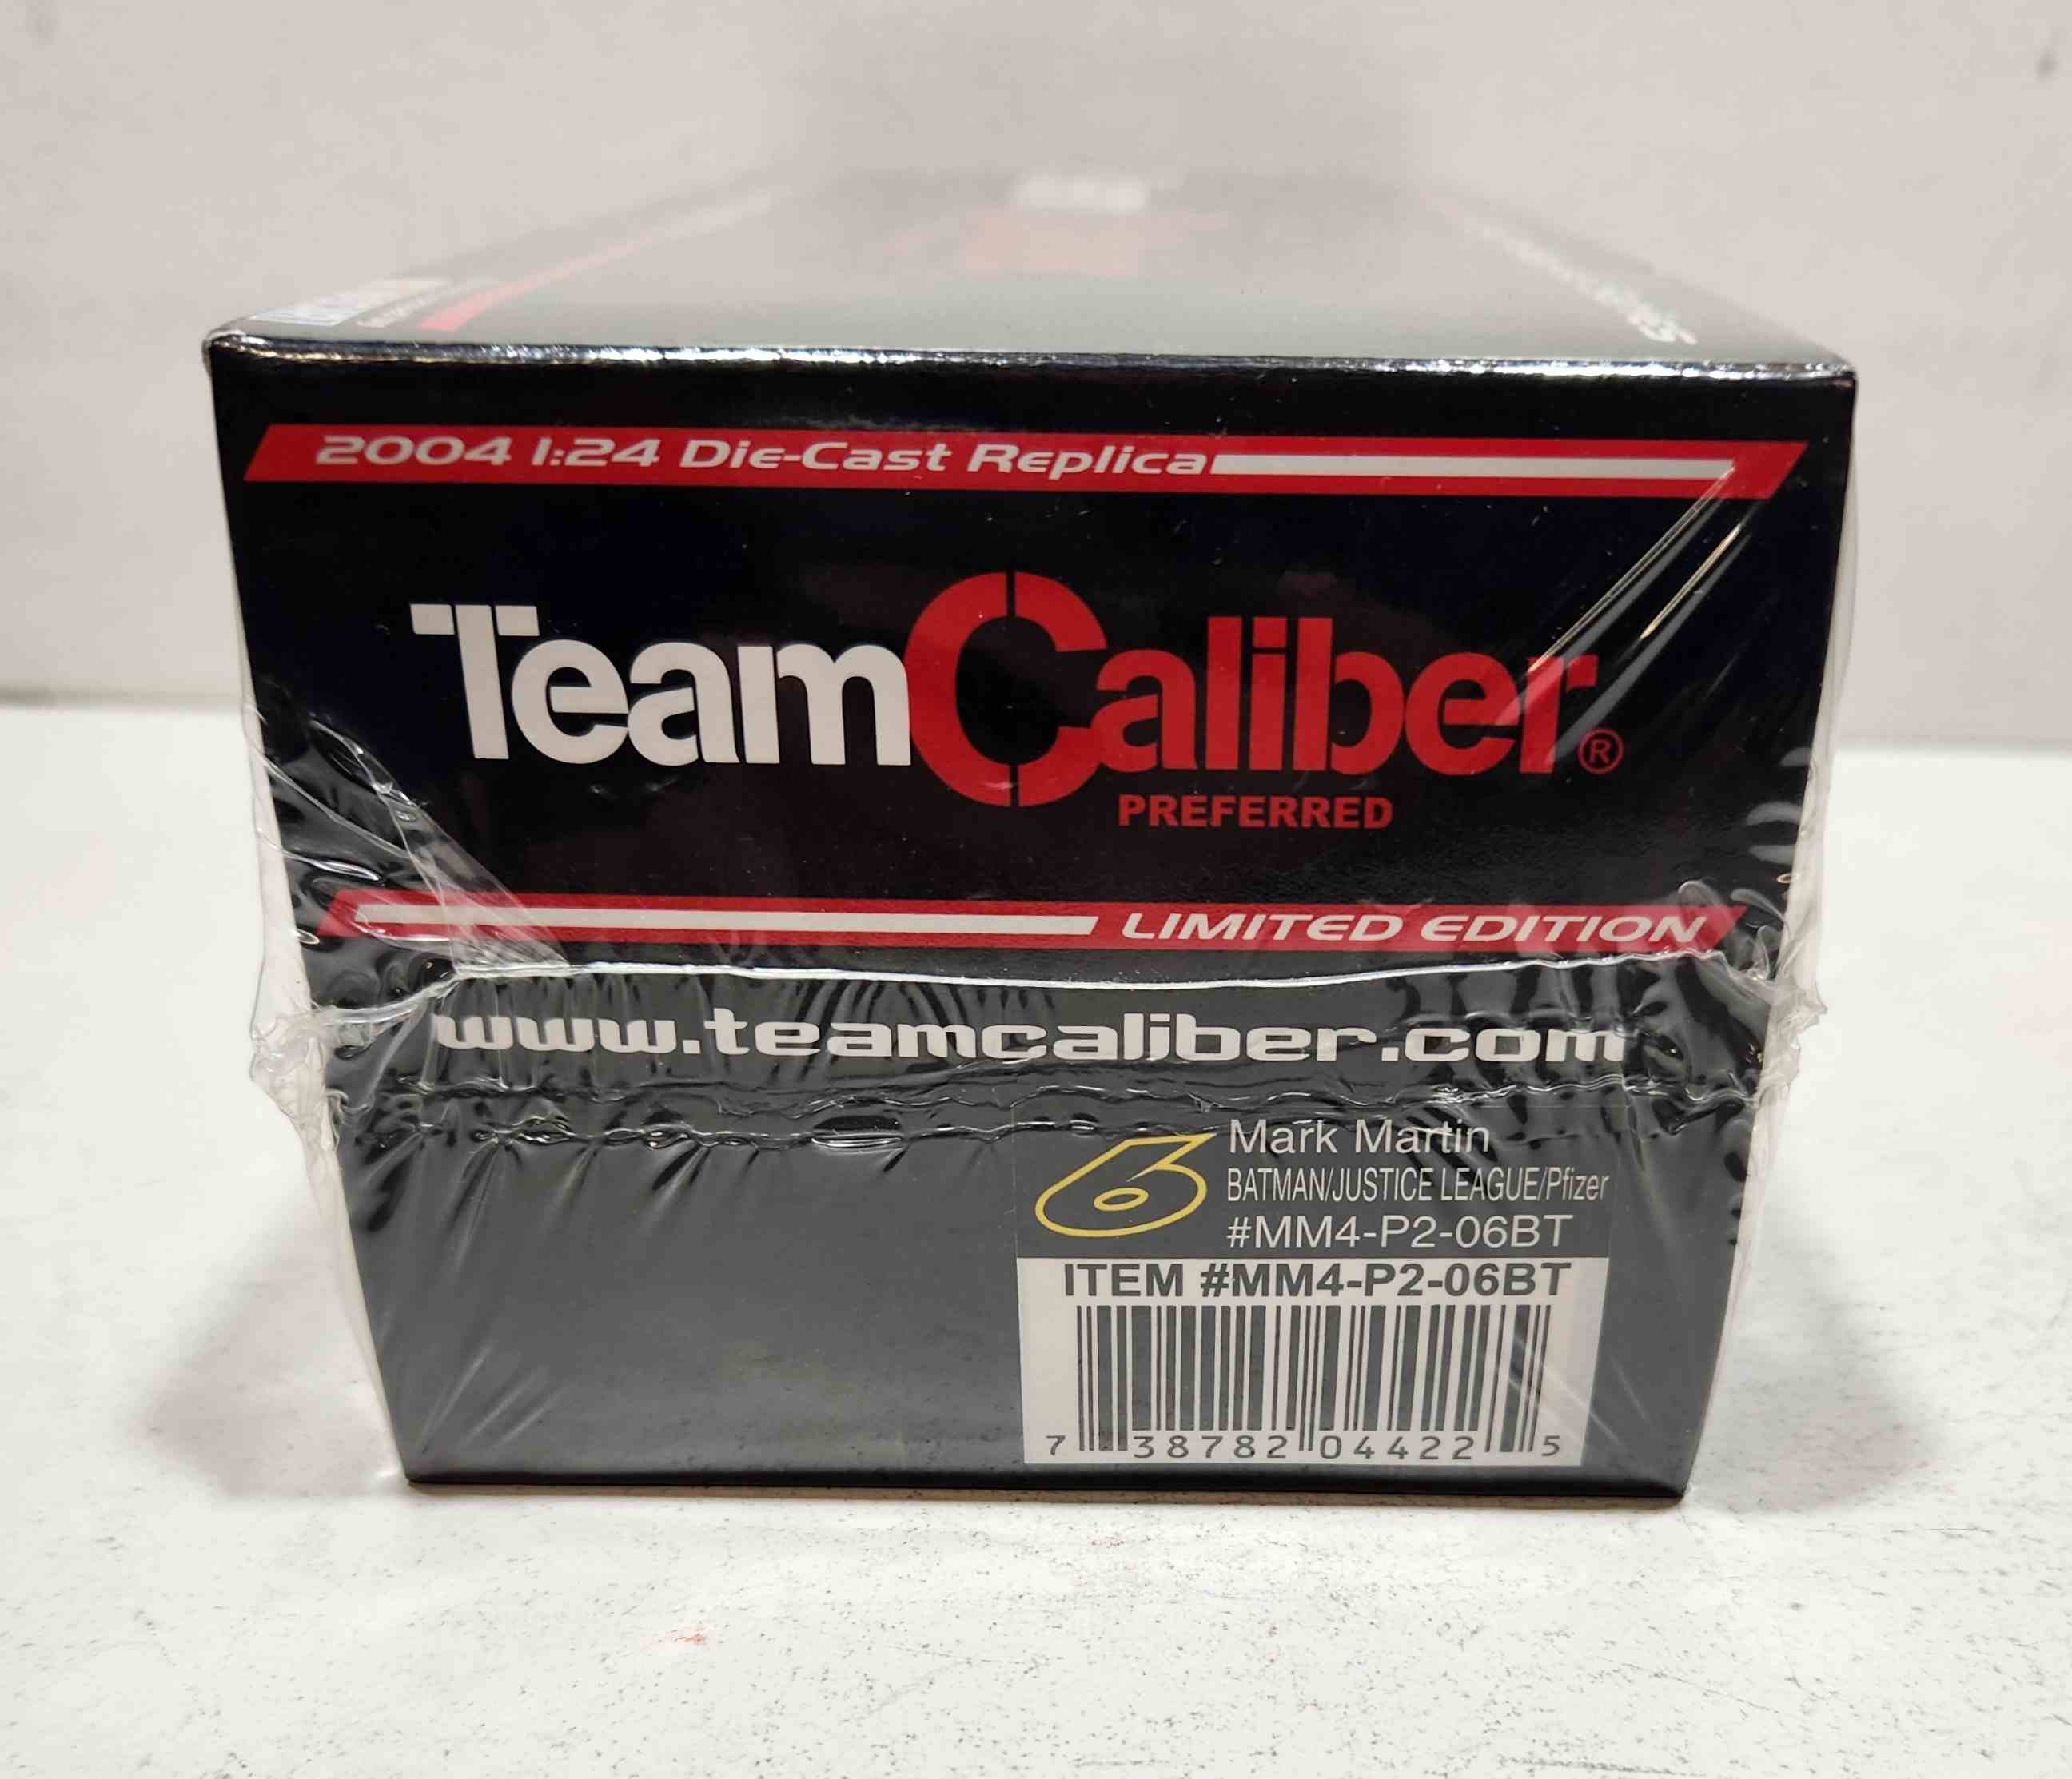 2004 1:24 Die-Cast Replica
TeamCaliber®
PREFERRED
LIMITED EDITION
www.teamcaliber.com
6
Mark Martin
BATMAN/JUSTICE LEAGUE/Pfizer
#MM4-P2-06BT
ITEM #MM4-P2-06BT
7 38782 04422 5